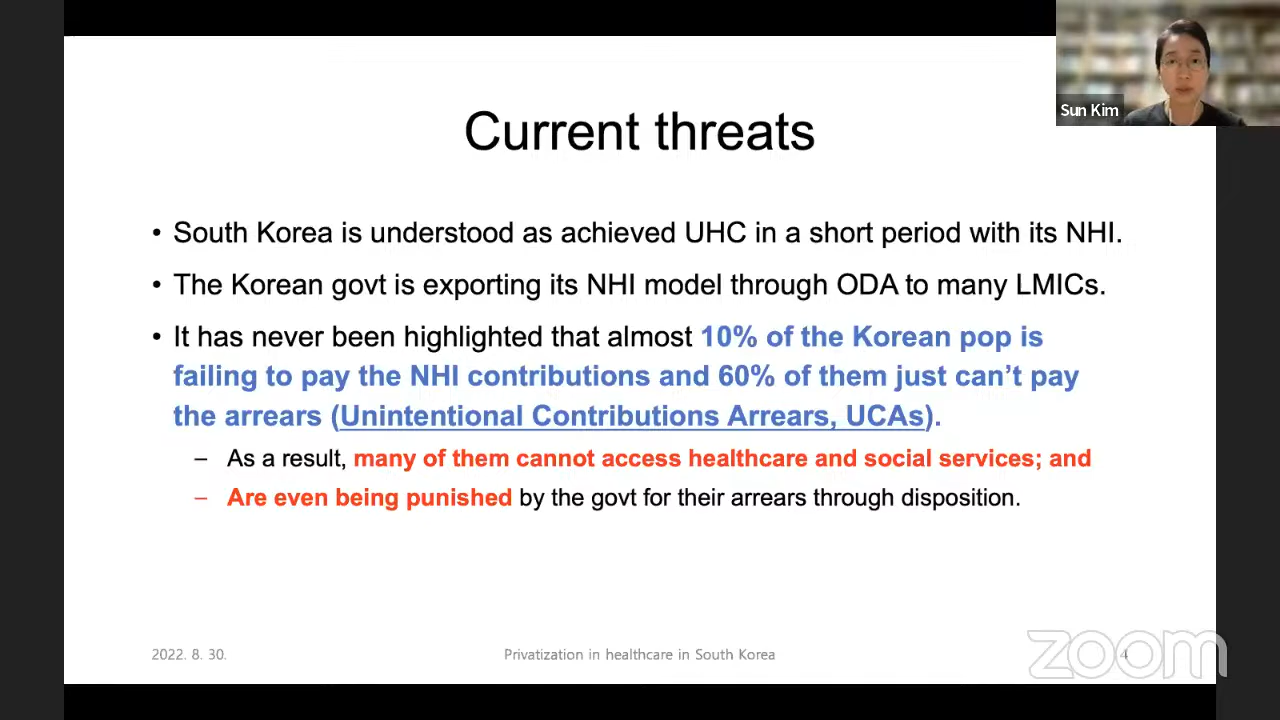 Sun Kim
Current threats
• South Korea is understood as achieved UHC in a short period with its NHI.
• The Korean govt is exporting its NHI model through ODA to many LMICs.
• It has never been highlighted that almost 10% of the Korean pop is
failing to pay the NHI contributions and 60% of them just can’t pay
the arrears (Unintentional Contributions Arrears, UCAs).
– As a result, many of them cannot access healthcare and social services; and
– Are even being punished by the govt for their arrears through disposition.
2022. 8. 30.
Privatization in healthcare in South Korea
4
zoom